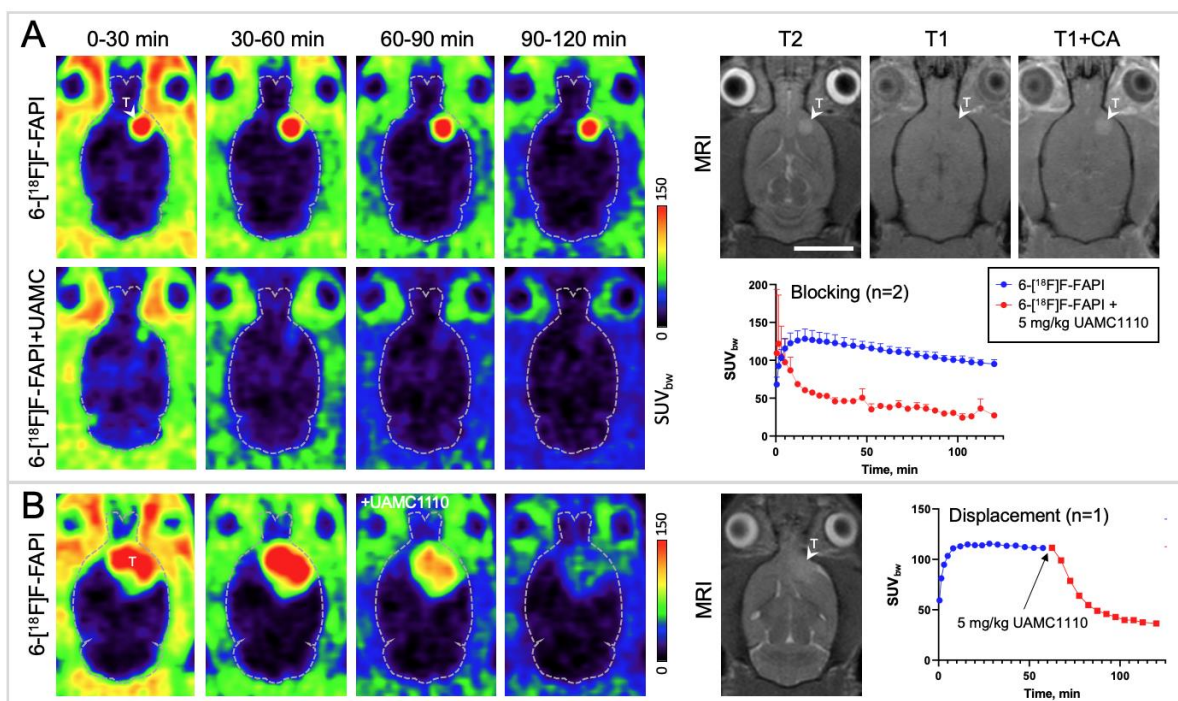 A
0-30 min
30-60 min
60-90 min
90-120 min
6-[¹⁸F]F-FAPI
T
6-[¹⁸F]F-FAPI+UAMC
150
0
SUVbw
T2
T1
T1+CA
MRI
T
T
T
Blocking (n=2)
6-[¹⁸F]F-FAPI
6-[¹⁸F]F-FAPI +
5 mg/kg UAMC1110
SUVbw
200
150
100
50
0
0
50
100
Time, min
B
6-[¹⁸F]F-FAPI
T
+UAMC1110
150
0
MRI
T
Displacement (n=1)
SUVbw
150
100
50
0
5 mg/kg UAMC1110
0
50
100
Time, min